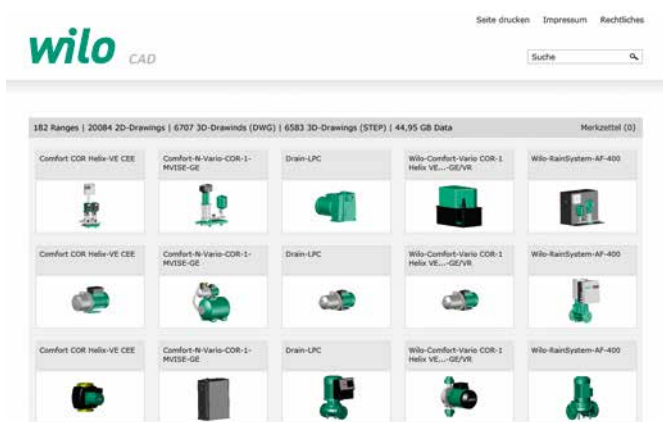 Seite drucken Impressum Rechtliches
wilo CAD
Suche
182 Ranges | 20084 2D-Drawings | 6707 3D-Drawinds (DWG) | 6583 3D-Drawings (STEP) | 44,95 GB Data Merkzettel (0)
Comfort COR Helix-VE CEE
Comfort-N-Vario-COR-1-
MVISE-GE
Drain-LPC
Wilo-Comfort-Vario COR-1
Helix VE...-GE/VR
Wilo-RainSystem-AF-400
Comfort COR Helix-VE CEE
Comfort-N-Vario-COR-1-
MVISE-GE
Drain-LPC
Wilo-Comfort-Vario COR-1
Helix VE...-GE/VR
Wilo-RainSystem-AF-400
Comfort COR Helix-VE CEE
Comfort-N-Vario-COR-1-
MVISE-GE
Drain-LPC
Wilo-Comfort-Vario COR-1
Helix VE...-GE/VR
Wilo-RainSystem-AF-400